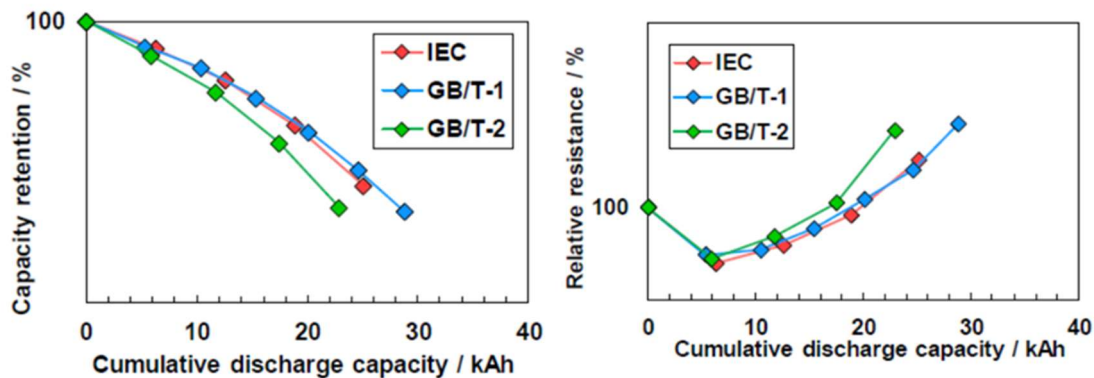 Capacity retention / %
100
IEC
GB/T-1
GB/T-2
0 10 20 30 40
Cumulative discharge capacity / kAh
Relative resistance / %
100
IEC
GB/T-1
GB/T-2
0 10 20 30 40
Cumulative discharge capacity / kAh